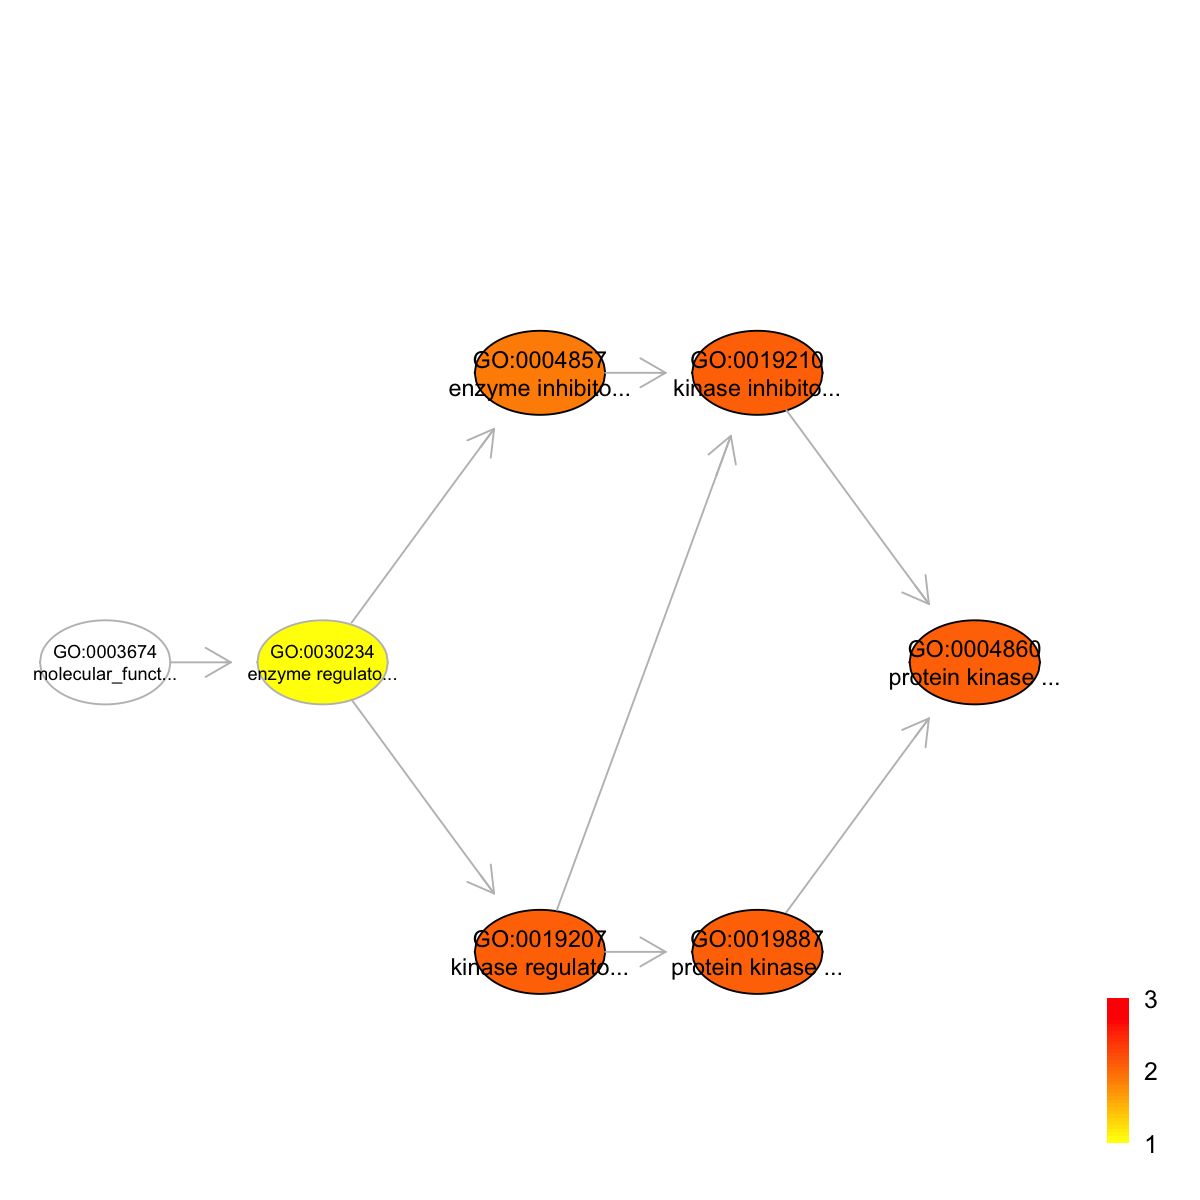 GO:0004857
enzyme inhibito...
GO:0019210
kinase inhibito...
GO:0003674
molecular_funct...
GO:0030234
enzyme regulato...
GO:0004860
protein kinase ...
GO:0019207
kinase regulato...
GO:0019887
protein kinase ...
3
2
1